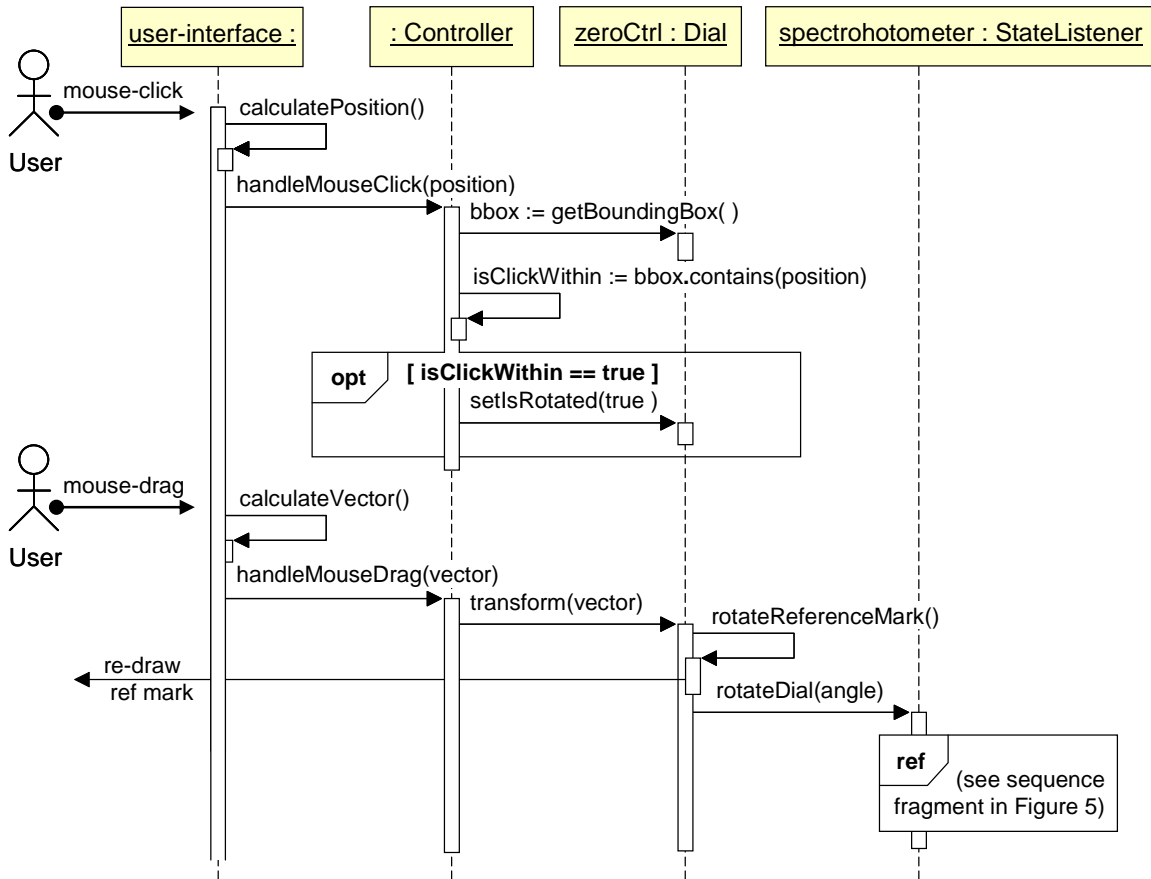 user-interface :
: Controller
zeroCtrl : Dial
spectrohotometer : StateListener
mouse-click
User
calculatePosition()
handleMouseClick(position)
bbox := getBoundingBox( )
isClickWithin := bbox.contains(position)
opt
[ isClickWithin == true ]
setIsRotated(true )
mouse-drag
User
calculateVector()
handleMouseDrag(vector)
transform(vector)
rotateReferenceMark()
re-draw
ref mark
rotateDial(angle)
ref
(see sequence
fragment in Figure 5)